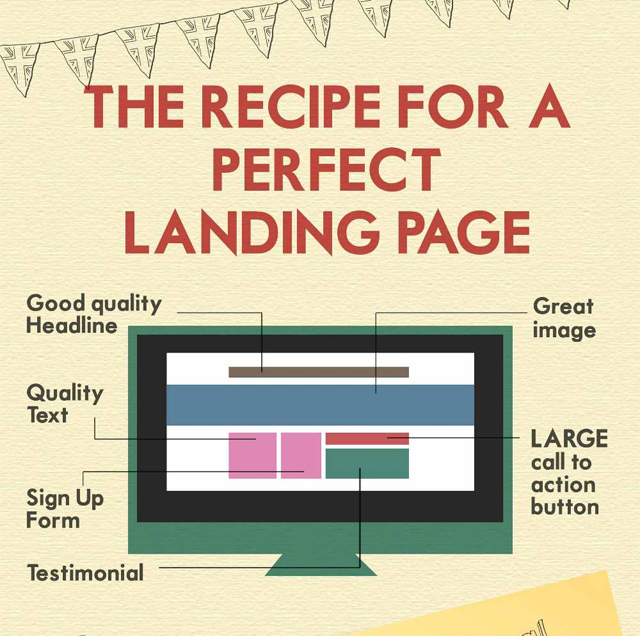 THE RECIPE FOR A
PERFECT
LANDING PAGE
Good quality
Headline
Great
image
Quality
Text
LARGE
call to
action
button
Sign Up
Form
Testimonial